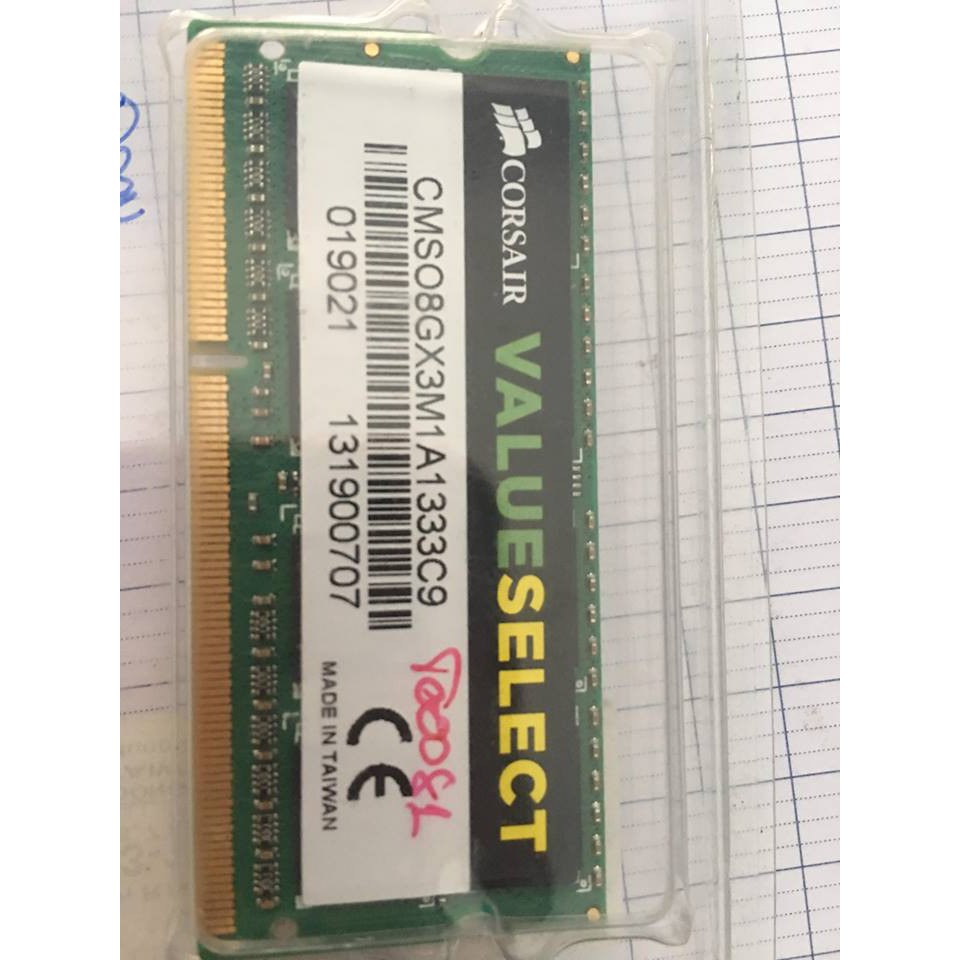 CORSAIR
VALUESELECT
CMSO8GX3M1A1333C9
019021 131900707
MADE IN TAIWAN
CE